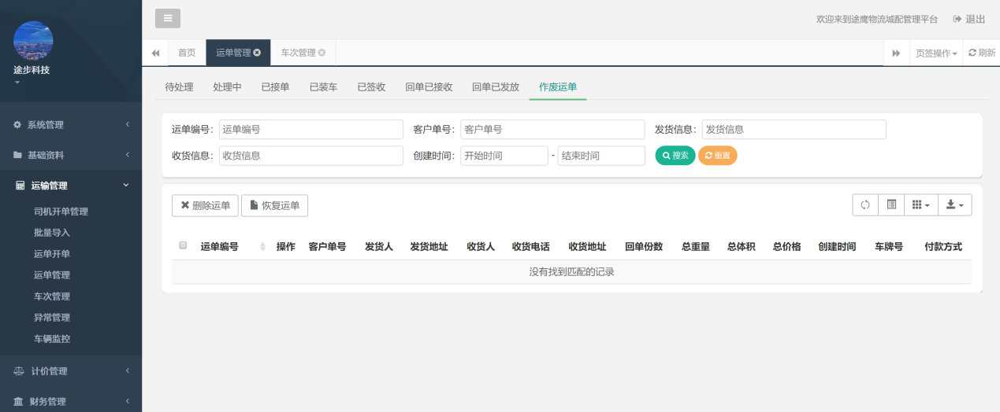 途步科技
系统管理
基础资料
运输管理
司机开单管理
批量导入
运单开单
运单管理
车次管理
异常管理
车辆监控
计价管理
财务管理
欢迎来到途鹰物流城配管理平台 退出
首页 运单管理 车次管理 页签操作 刷新
待处理 处理中 已接单 已装车 已签收 回单已接收 回单已发放 作废运单
运单编号： 运单编号 客户单号： 客户单号 发货信息： 发货信息
收货信息： 收货信息 创建时间： 开始时间 - 结束时间 搜索 重置
删除运单 恢复运单
运单编号 操作 客户单号 发货人 发货地址 收货人 收货电话 收货地址 回单份数 总重量 总体积 总价格 创建时间 车牌号 付款方式
没有找到匹配的记录